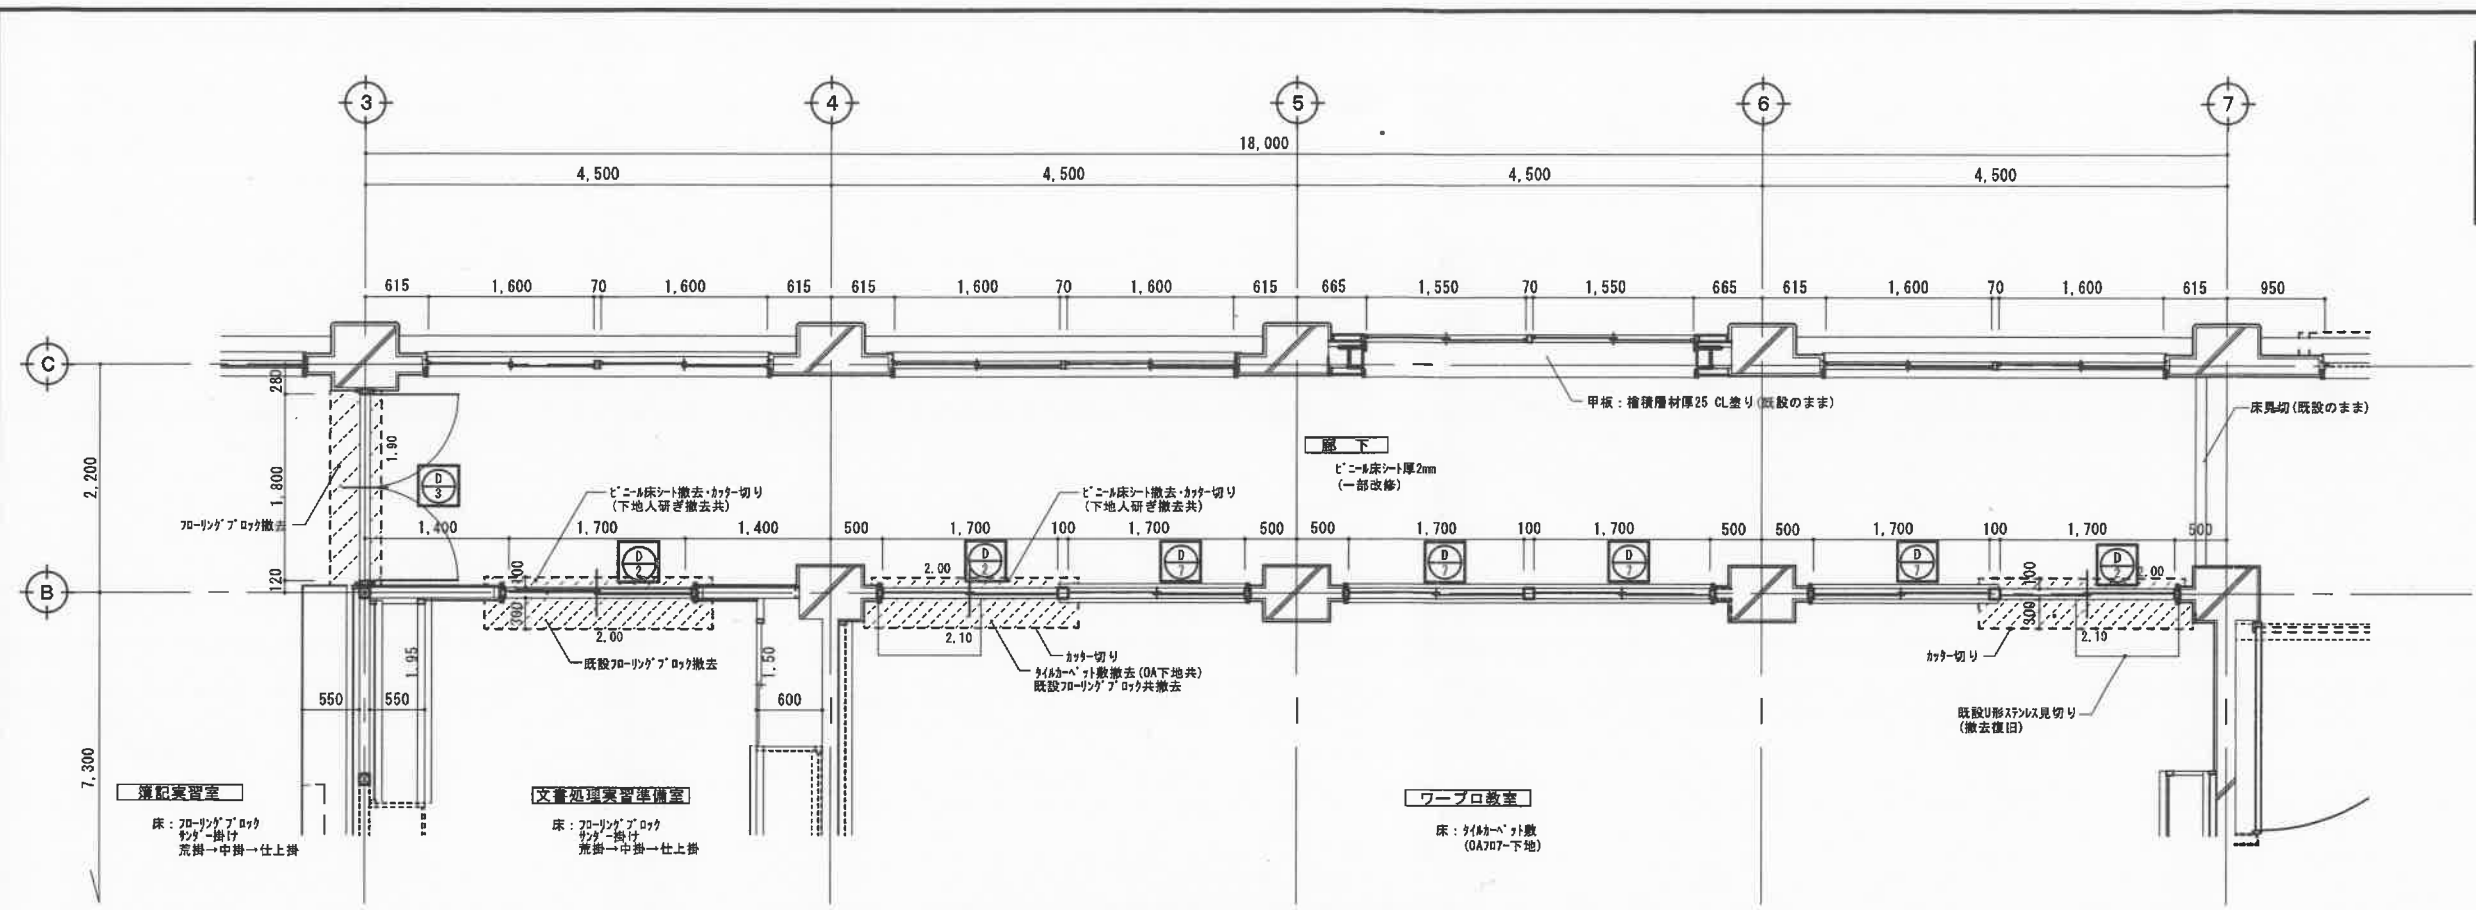 3
4
5
6
7
18,000
4,500
4,500
4,500
4,500
615
1,600
70
1,600
615
615
1,600
70
1,600
615
665
1,550
70
1,550
665
615
1,600
70
1,600
615
950
C
280
2,200
1,800
120
B
7,300
1.90
D
3
甲板：檜積層材厚25 CL塗り(既設のまま)
床見切(既設のまま)
廊 下
ビニール床シート厚2mm
(一部改修)
ビニール床シート撤去・カッター切り
(下地人研ぎ撤去共)
ビニール床シート撤去・カッター切り
(下地人研ぎ撤去共)
フローリングブロック撤去
1,400
1,700
1,400
500
1,700
100
1,700
500
500
1,700
100
1,700
500
500
1,700
100
1,700
500
D
2
D
2
D
7
D
7
D
7
D
7
D
2
100
300
2.00
2.00
2.10
100
300
2.00
2.10
既設フローリングブロック撤去
カッター切り
タイルカーペット敷撤去(OA下地共)
既設フローリングブロック共撤去
カッター切り
既設U形ステンレス見切り
(撤去復旧)
1.95
1.50
550
550
600
簿記実習室
床：フローリングブロック
サンダー掛け
荒掛→中掛→仕上掛
文書処理実習準備室
床：フローリングブロック
サンダー掛け
荒掛→中掛→仕上掛
ワープロ教室
床：タイルカーペット敷
(OAフロアー下地)